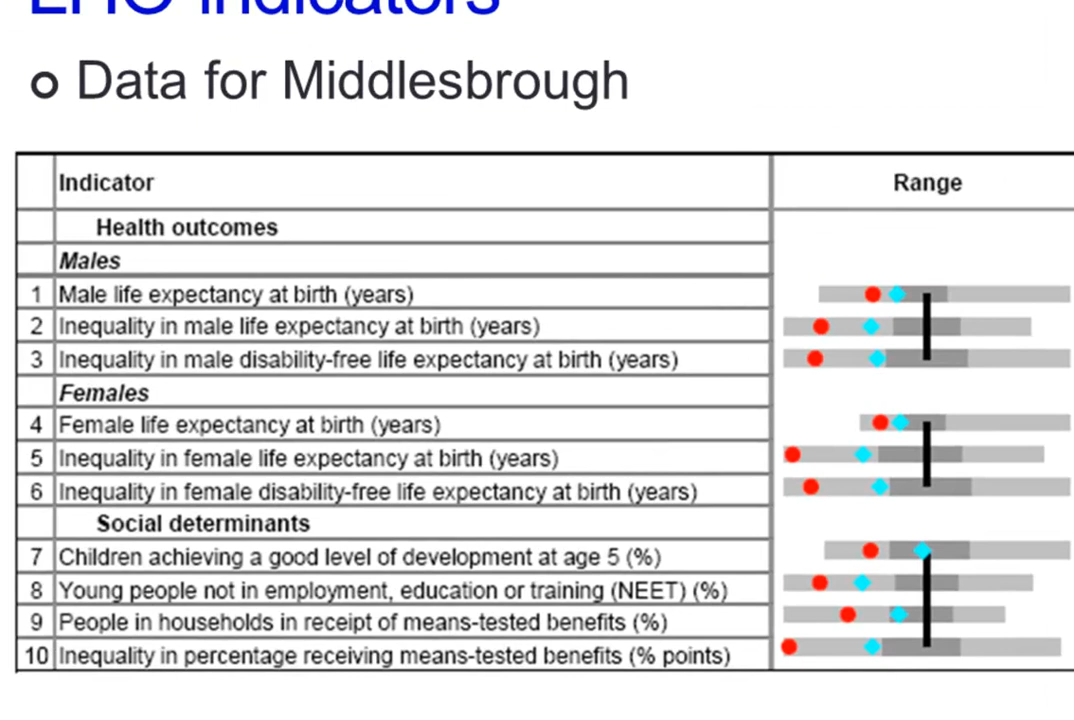 indicators
o Data for Middlesbrough
Indicator Range
Health outcomes
Males
1 Male life expectancy at birth (years)
2 Inequality in male life expectancy at birth (years)
3 Inequality in male disability-free life expectancy at birth (years)
Females
4 Female life expectancy at birth (years)
5 Inequality in female life expectancy at birth (years)
6 Inequality in female disability-free life expectancy at birth (years)
Social determinants
7 Children achieving a good level of development at age 5 (%)
8 Young people not in employment, education or training (NEET) (%)
9 People in households in receipt of means-tested benefits (%)
10 Inequality in percentage receiving means-tested benefits (% points)